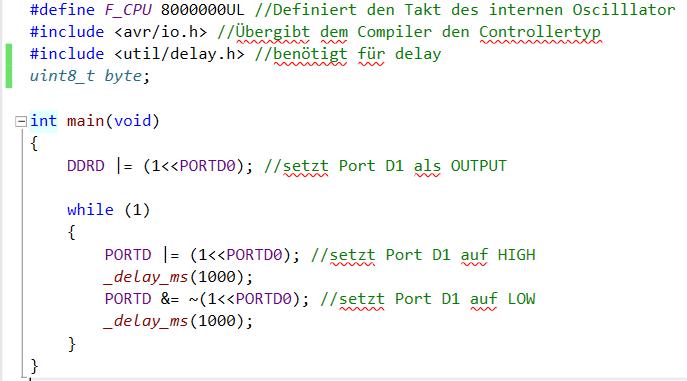 #define F_CPU 8000000UL //Definiert den Takt des internen Oscilllator
#include <avr/io.h> //Übergibt dem Compiler den Controllertyp
#include <util/delay.h> //benötigt für delay
uint8_t byte;
int main(void)
{
DDRD |= (1<<PORTD0); //setzt Port D1 als OUTPUT
while (1)
{
PORTD |= (1<<PORTD0); //setzt Port D1 auf HIGH
_delay_ms(1000);
PORTD &= ~(1<<PORTD0); //setzt Port D1 auf LOW
_delay_ms(1000);
}
}